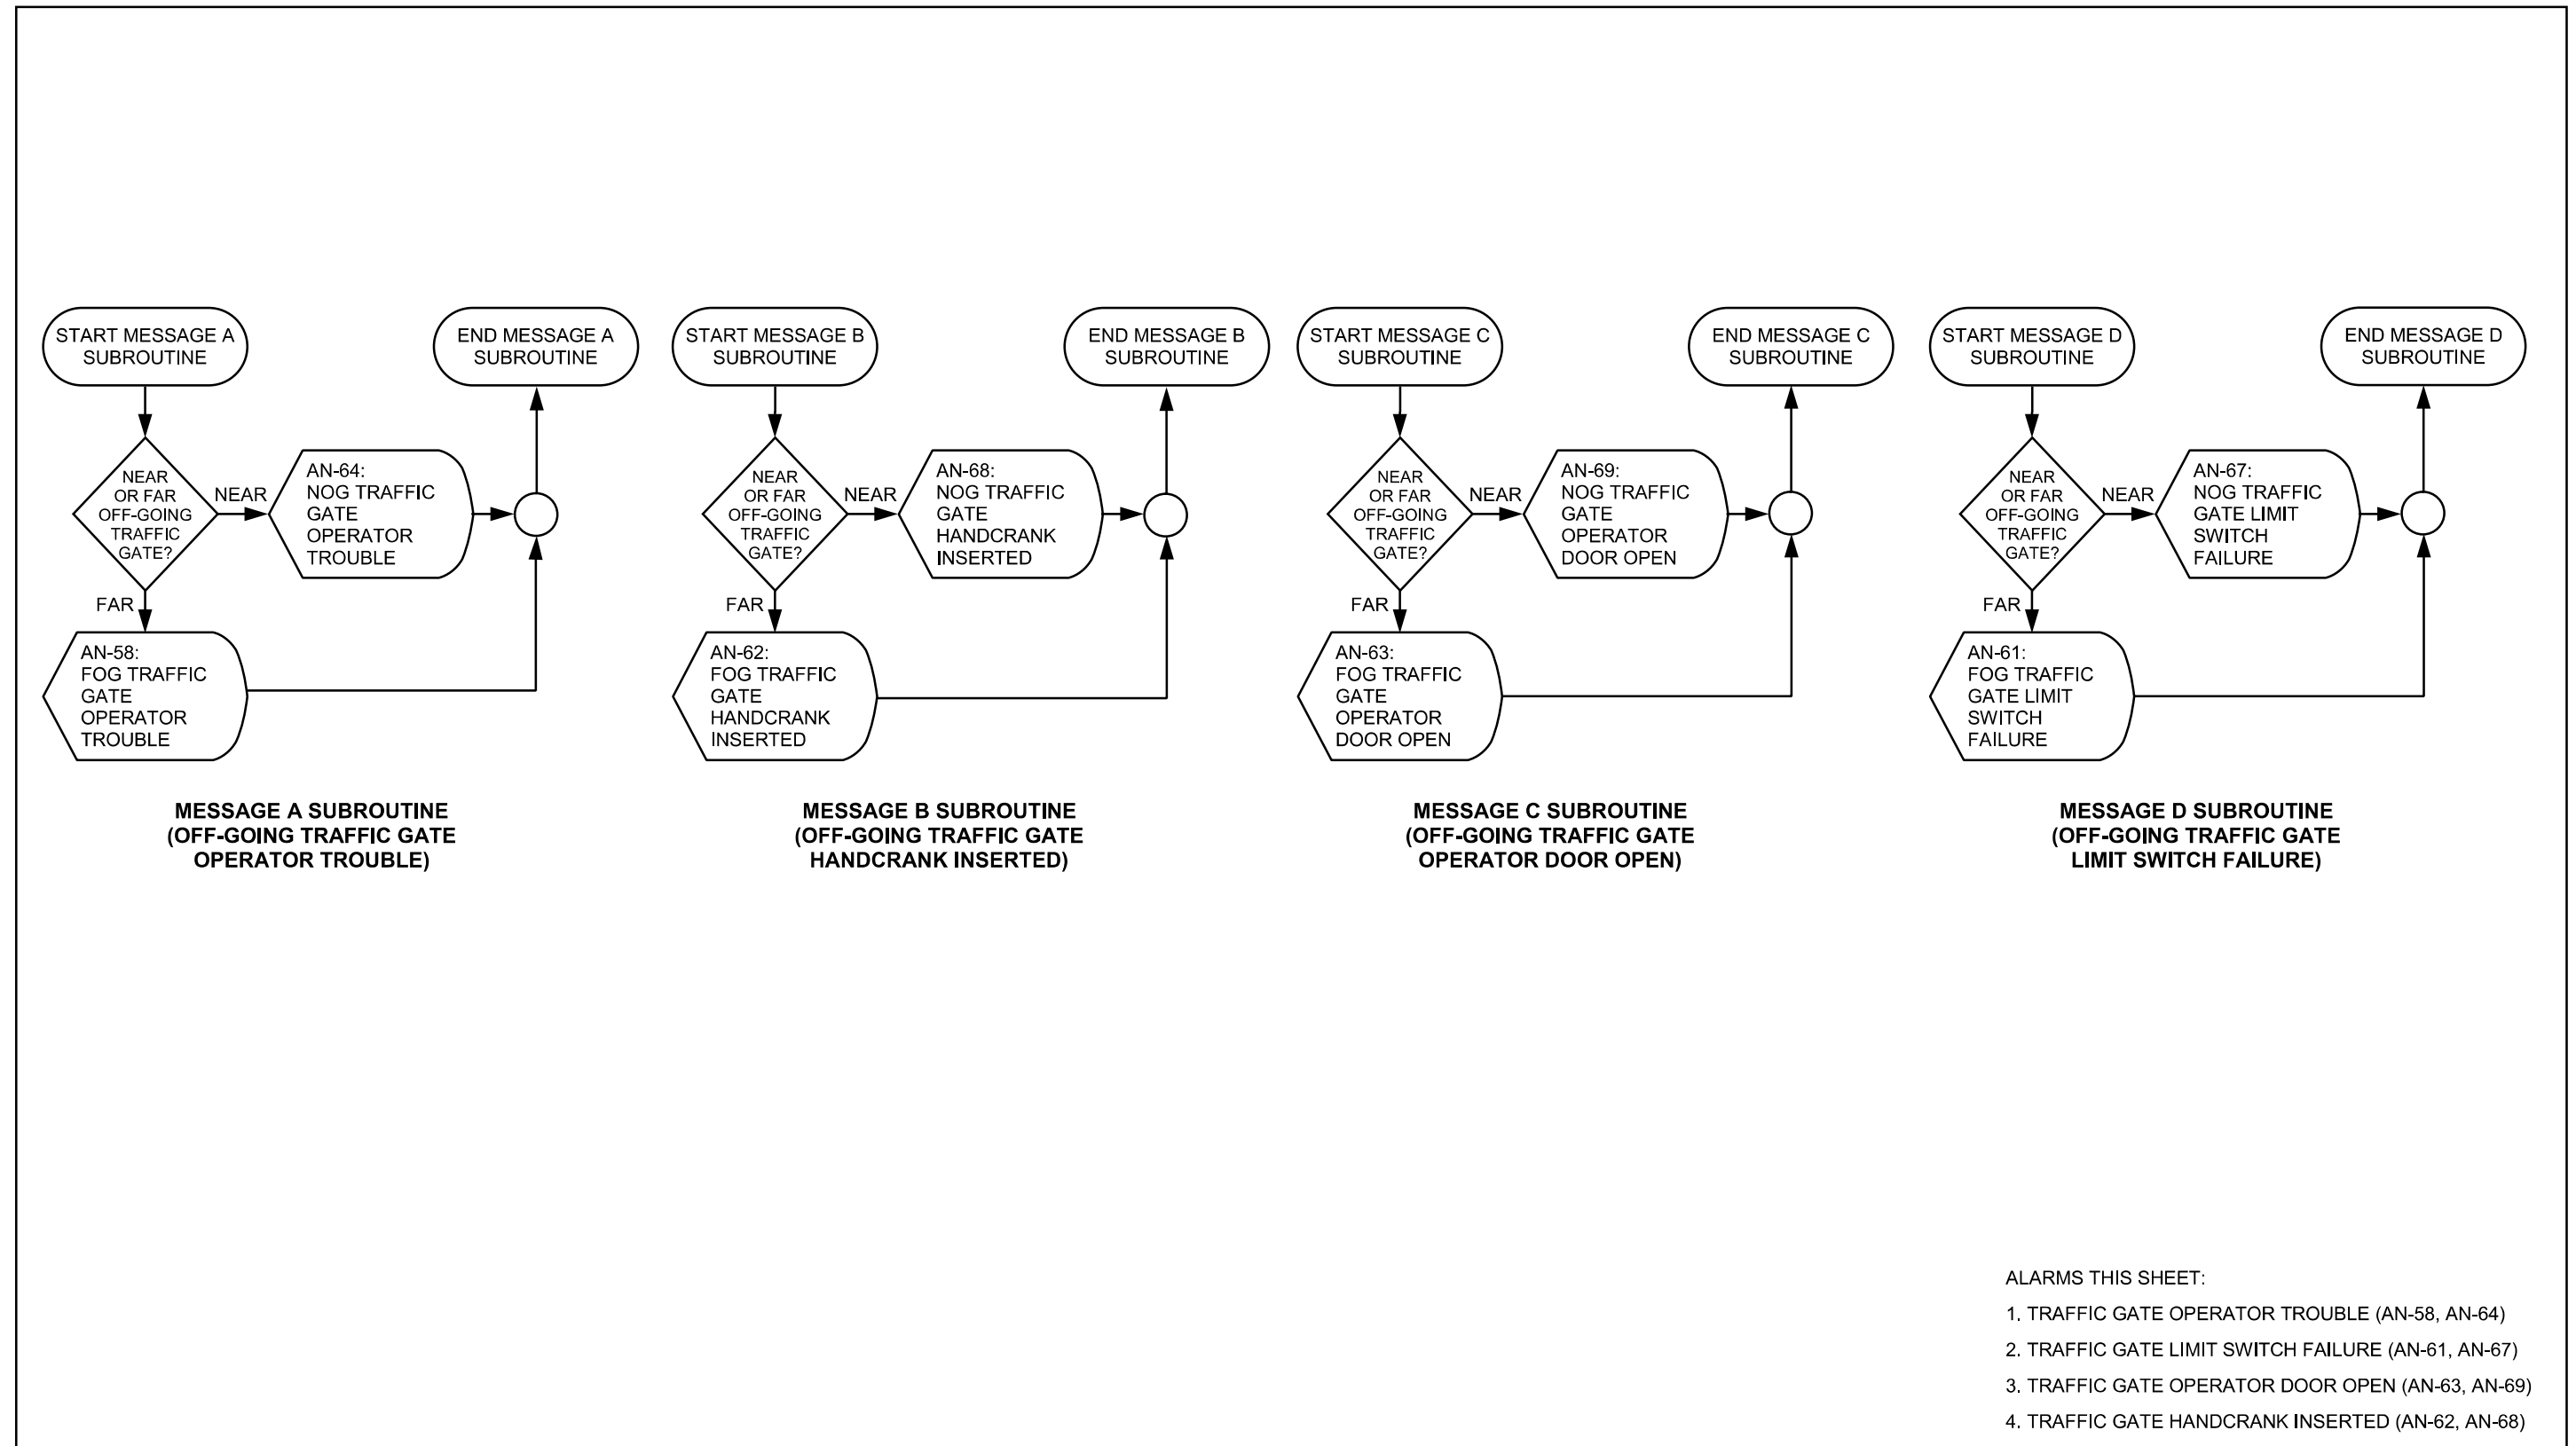 START MESSAGE A
SUBROUTINE
END MESSAGE A
SUBROUTINE
NEAR
OR FAR
OFF-GOING
TRAFFIC
GATE?
NEAR
AN-64:
NOG TRAFFIC
GATE
OPERATOR
TROUBLE
FAR
AN-58:
FOG TRAFFIC
GATE
OPERATOR
TROUBLE
MESSAGE A SUBROUTINE
(OFF-GOING TRAFFIC GATE
OPERATOR TROUBLE)
START MESSAGE B
SUBROUTINE
END MESSAGE B
SUBROUTINE
NEAR
OR FAR
OFF-GOING
TRAFFIC
GATE?
NEAR
AN-68:
NOG TRAFFIC
GATE
HANDCRANK
INSERTED
FAR
AN-62:
FOG TRAFFIC
GATE
HANDCRANK
INSERTED
MESSAGE B SUBROUTINE
(OFF-GOING TRAFFIC GATE
HANDCRANK INSERTED)
START MESSAGE C
SUBROUTINE
END MESSAGE C
SUBROUTINE
NEAR
OR FAR
OFF-GOING
TRAFFIC
GATE?
NEAR
AN-69:
NOG TRAFFIC
GATE
OPERATOR
DOOR OPEN
FAR
AN-63:
FOG TRAFFIC
GATE
OPERATOR
DOOR OPEN
MESSAGE C SUBROUTINE
(OFF-GOING TRAFFIC GATE
OPERATOR DOOR OPEN)
START MESSAGE D
SUBROUTINE
END MESSAGE D
SUBROUTINE
NEAR
OR FAR
OFF-GOING
TRAFFIC
GATE?
NEAR
AN-67:
NOG TRAFFIC
GATE LIMIT
SWITCH
FAILURE
FAR
AN-61:
FOG TRAFFIC
GATE LIMIT
SWITCH
FAILURE
MESSAGE D SUBROUTINE
(OFF-GOING TRAFFIC GATE
LIMIT SWITCH FAILURE)
ALARMS THIS SHEET:
1. TRAFFIC GATE OPERATOR TROUBLE (AN-58, AN-64)
2. TRAFFIC GATE LIMIT SWITCH FAILURE (AN-61, AN-67)
3. TRAFFIC GATE OPERATOR DOOR OPEN (AN-63, AN-69)
4. TRAFFIC GATE HANDCRANK INSERTED (AN-62, AN-68)